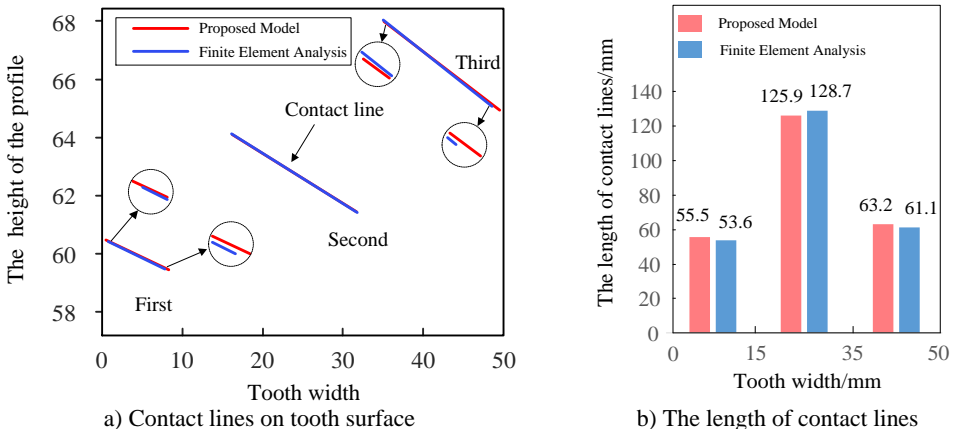 The height of the profile
68
66
64
62
60
58
Proposed Model
Finite Element Analysis
Third
Contact line
Second
First
0
10
20
30
40
50
Tooth width
a) Contact lines on tooth surface
The length of contact lines/mm
140
120
100
80
60
40
20
0
Proposed Model
Finite Element Analysis
55.5
53.6
125.9
128.7
63.2
61.1
0
15
35
50
Tooth width/mm
b) The length of contact lines